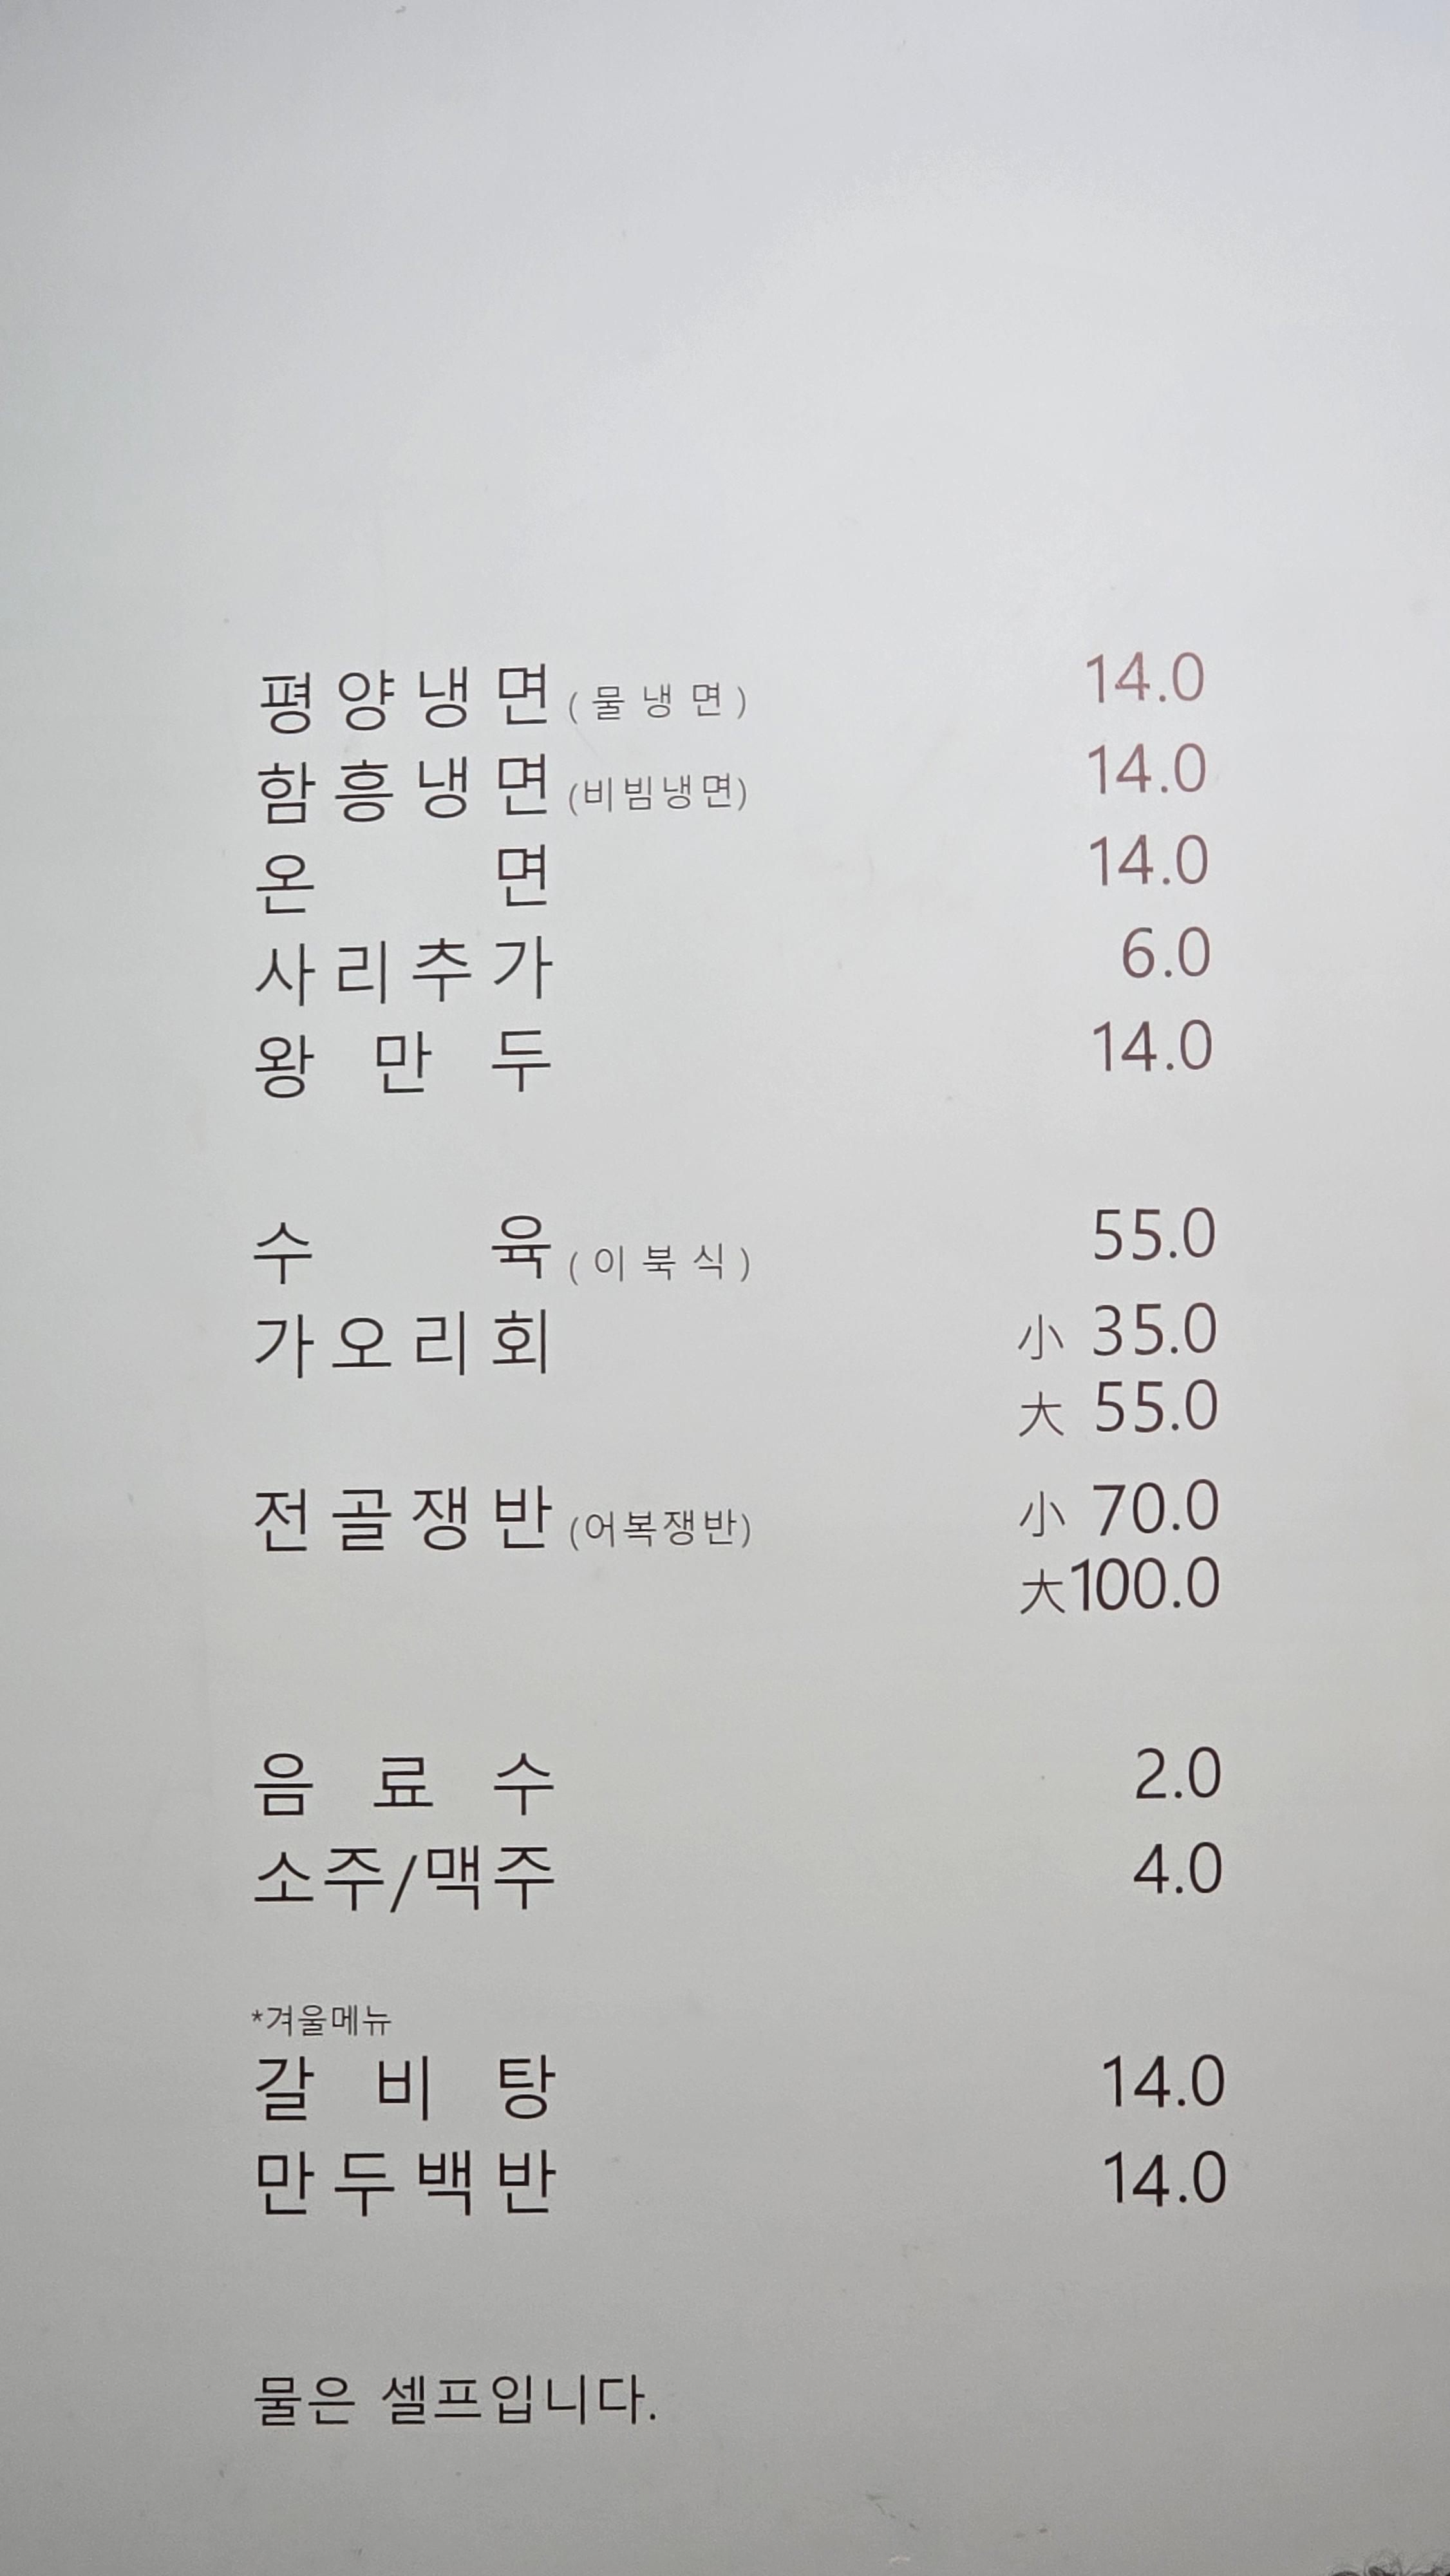 평양냉면(물냉면) 14.0
함흥냉면(비빔냉면) 14.0
온면 14.0
사리추가 6.0
왕만두 14.0
수육(이북식) 55.0
가오리회 小 35.0
大 55.0
전골쟁반(어복쟁반) 小 70.0
大100.0
음료수 2.0
소주/맥주 4.0
*겨울메뉴
갈비탕 14.0
만두백반 14.0
물은 셀프입니다.